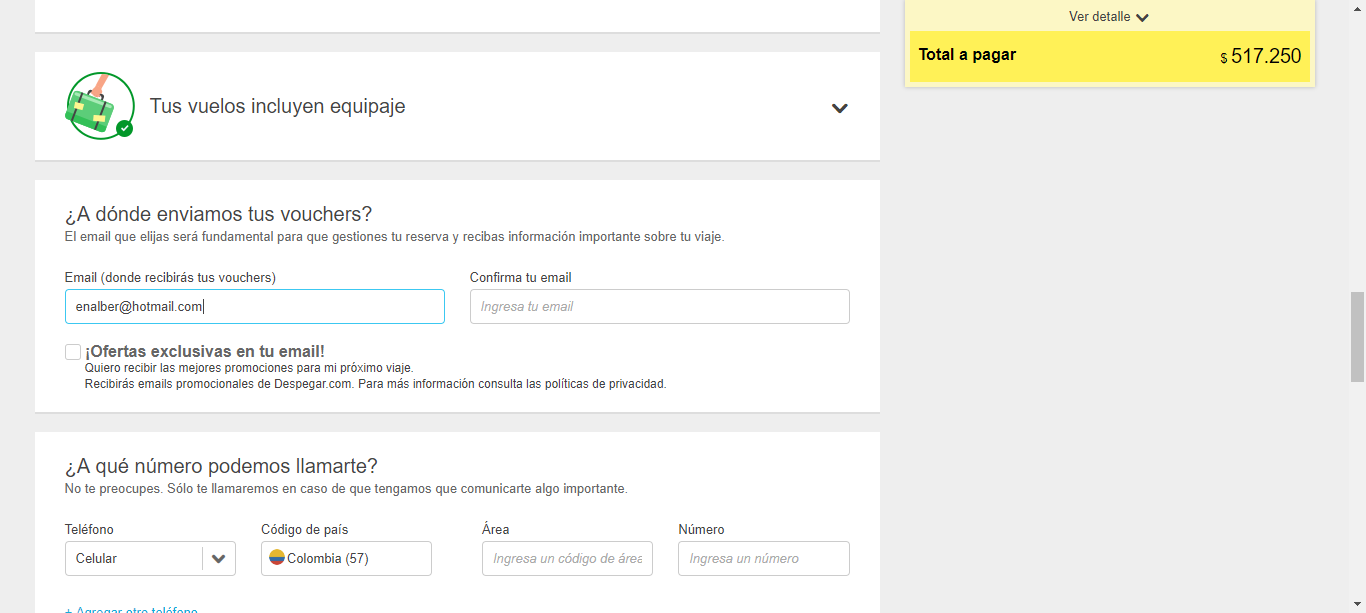 Ver detalle
Total a pagar $ 517.250
Tus vuelos incluyen equipaje
¿A dónde enviamos tus vouchers?
El email que elijas será fundamental para que gestiones tu reserva y recibas información importante sobre tu viaje.
Email (donde recibirás tus vouchers) Confirma tu email
enalber@hotmail.com Ingresa tu email
¡Ofertas exclusivas en tu email!
Quiero recibir las mejores promociones para mi próximo viaje.
Recibirás emails promocionales de Despegar.com. Para más información consulta las políticas de privacidad.
¿A qué número podemos llamarte?
No te preocupes. Sólo te llamaremos en caso de que tengamos que comunicarte algo importante.
Teléfono Código de país Área Número
Celular Colombia (57) Ingresa un código de área Ingresa un número
+ Agregar otro teléfono